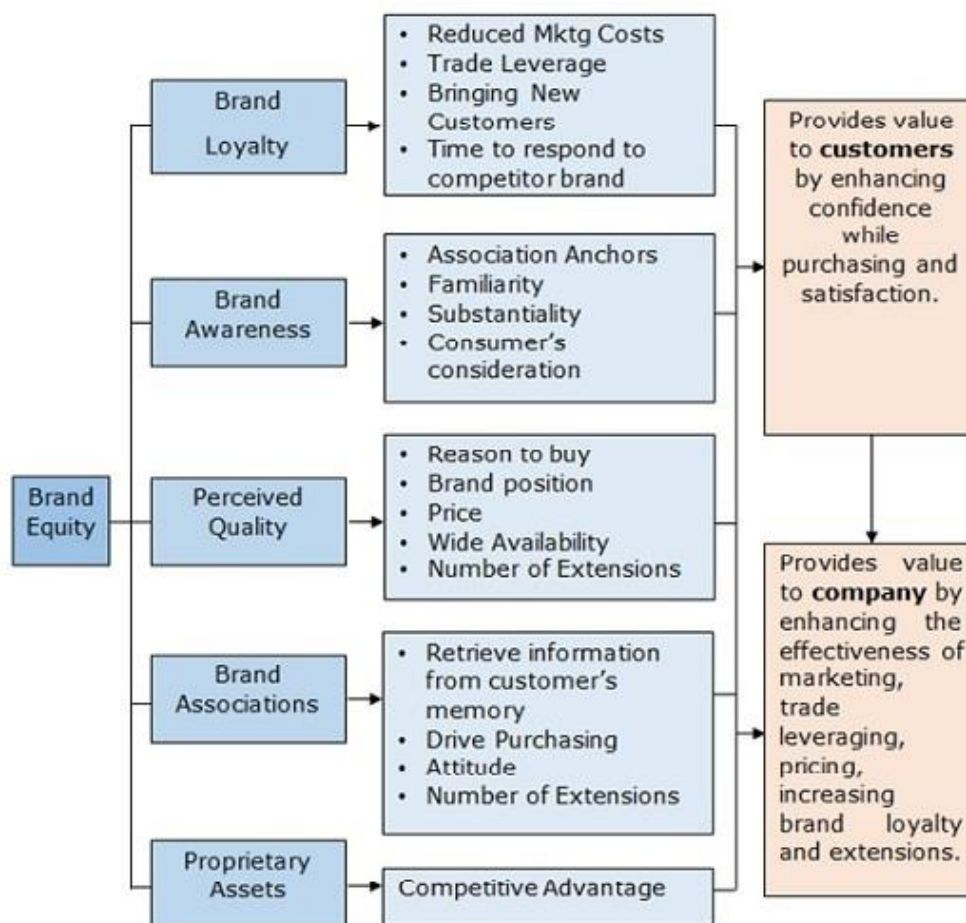 Brand
Equity
Brand
Loyalty
• Reduced Mktg Costs
• Trade Leverage
• Bringing New
Customers
• Time to respond to
competitor brand
Brand
Awareness
• Association Anchors
• Familiarity
• Substantiality
• Consumer’s
consideration
Perceived
Quality
• Reason to buy
• Brand position
• Price
• Wide Availability
• Number of Extensions
Brand
Associations
• Retrieve information
from customer’s
memory
• Drive Purchasing
• Attitude
• Number of Extensions
Proprietary
Assets
Competitive Advantage
Provides value
to customers
by enhancing
confidence
while
purchasing and
satisfaction.
Provides value
to company by
enhancing the
effectiveness of
marketing,
trade
leveraging,
pricing,
increasing
brand loyalty
and extensions.